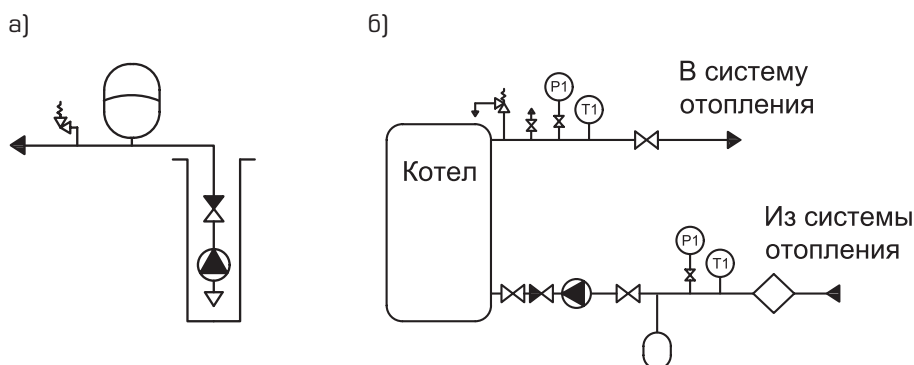 а)
б)
В систему
отопления
P1
T1
Котел
Из системы
отопления
P1
T1